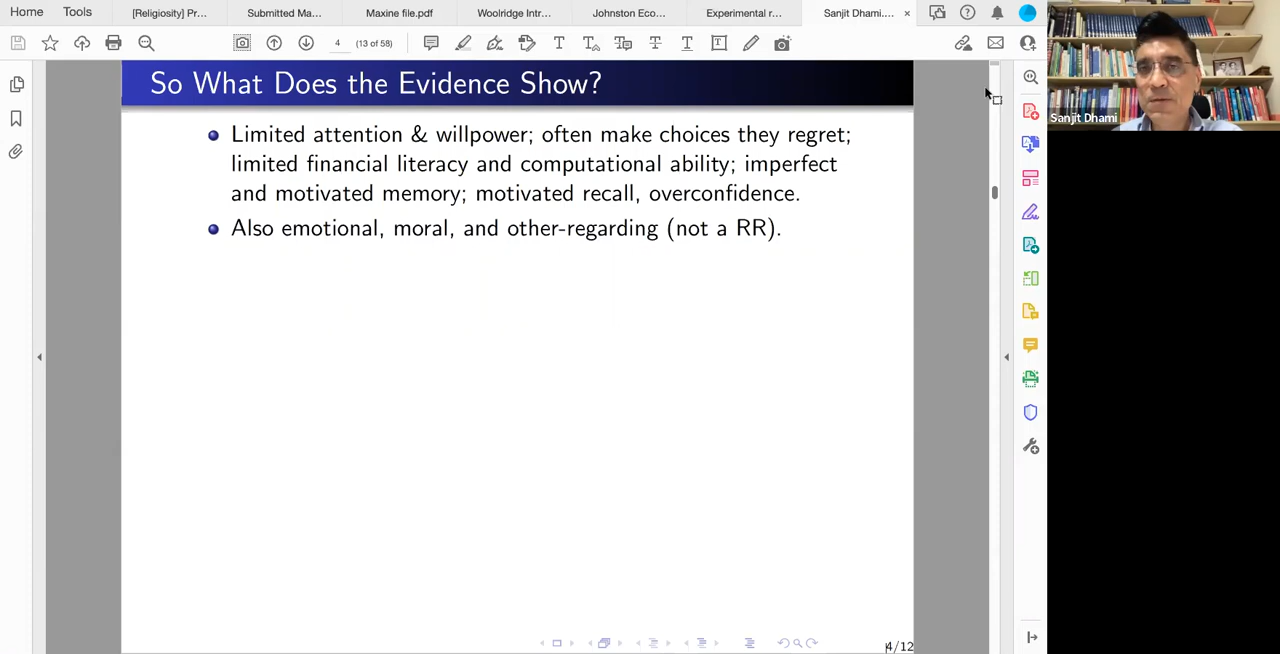 Home Tools [Religiosity] Pr... Submitted Ma... Maxine file.pdf Woolridge Intr... Johnston Eco... Experimental r... Sanjit Dhami.... ×
4 (13 of 58)
So What Does the Evidence Show?
Limited attention & willpower; often make choices they regret;
limited financial literacy and computational ability; imperfect
and motivated memory; motivated recall, overconfidence.
Also emotional, moral, and other-regarding (not a RR).
4/12
Sanjit Dhami